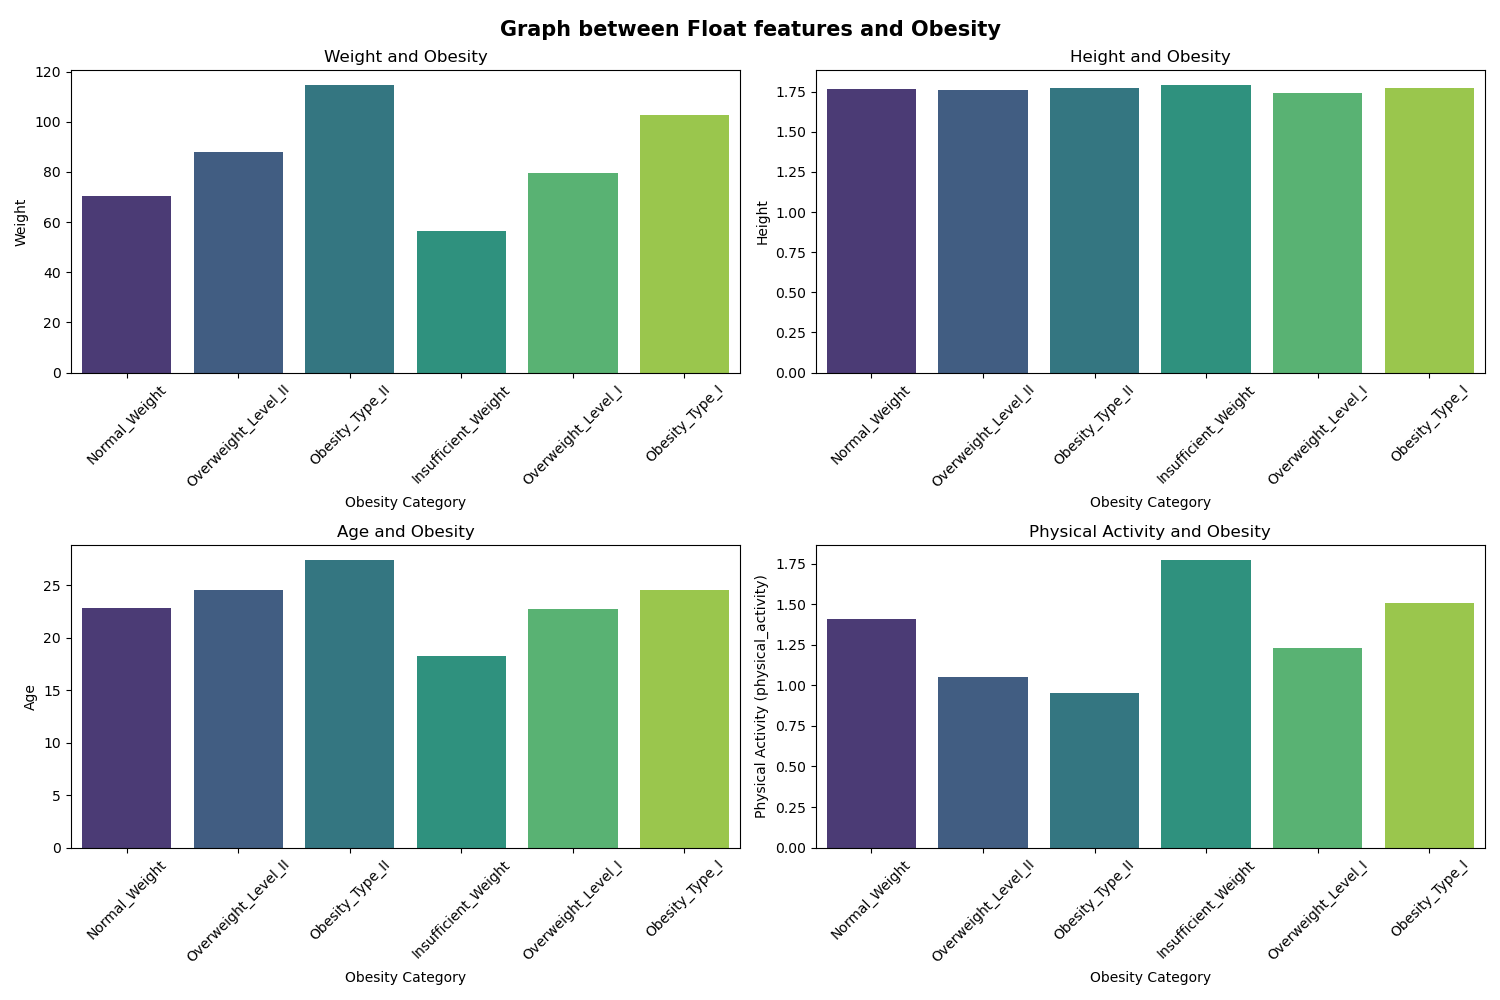 Graph between Float features and Obesity
Weight and Obesity
Weight
120
100
80
60
40
20
0
Normal_Weight
Overweight_Level_II
Obesity_Type_II
Insufficient_Weight
Overweight_Level_I
Obesity_Type_I
Obesity Category
Height and Obesity
Height
1.75
1.50
1.25
1.00
0.75
0.50
0.25
0.00
Normal_Weight
Overweight_Level_II
Obesity_Type_II
Insufficient_Weight
Overweight_Level_I
Obesity_Type_I
Obesity Category
Age and Obesity
Age
25
20
15
10
5
0
Normal_Weight
Overweight_Level_II
Obesity_Type_II
Insufficient_Weight
Overweight_Level_I
Obesity_Type_I
Obesity Category
Physical Activity and Obesity
Physical Activity (physical_activity)
1.75
1.50
1.25
1.00
0.75
0.50
0.25
0.00
Normal_Weight
Overweight_Level_II
Obesity_Type_II
Insufficient_Weight
Overweight_Level_I
Obesity_Type_I
Obesity Category